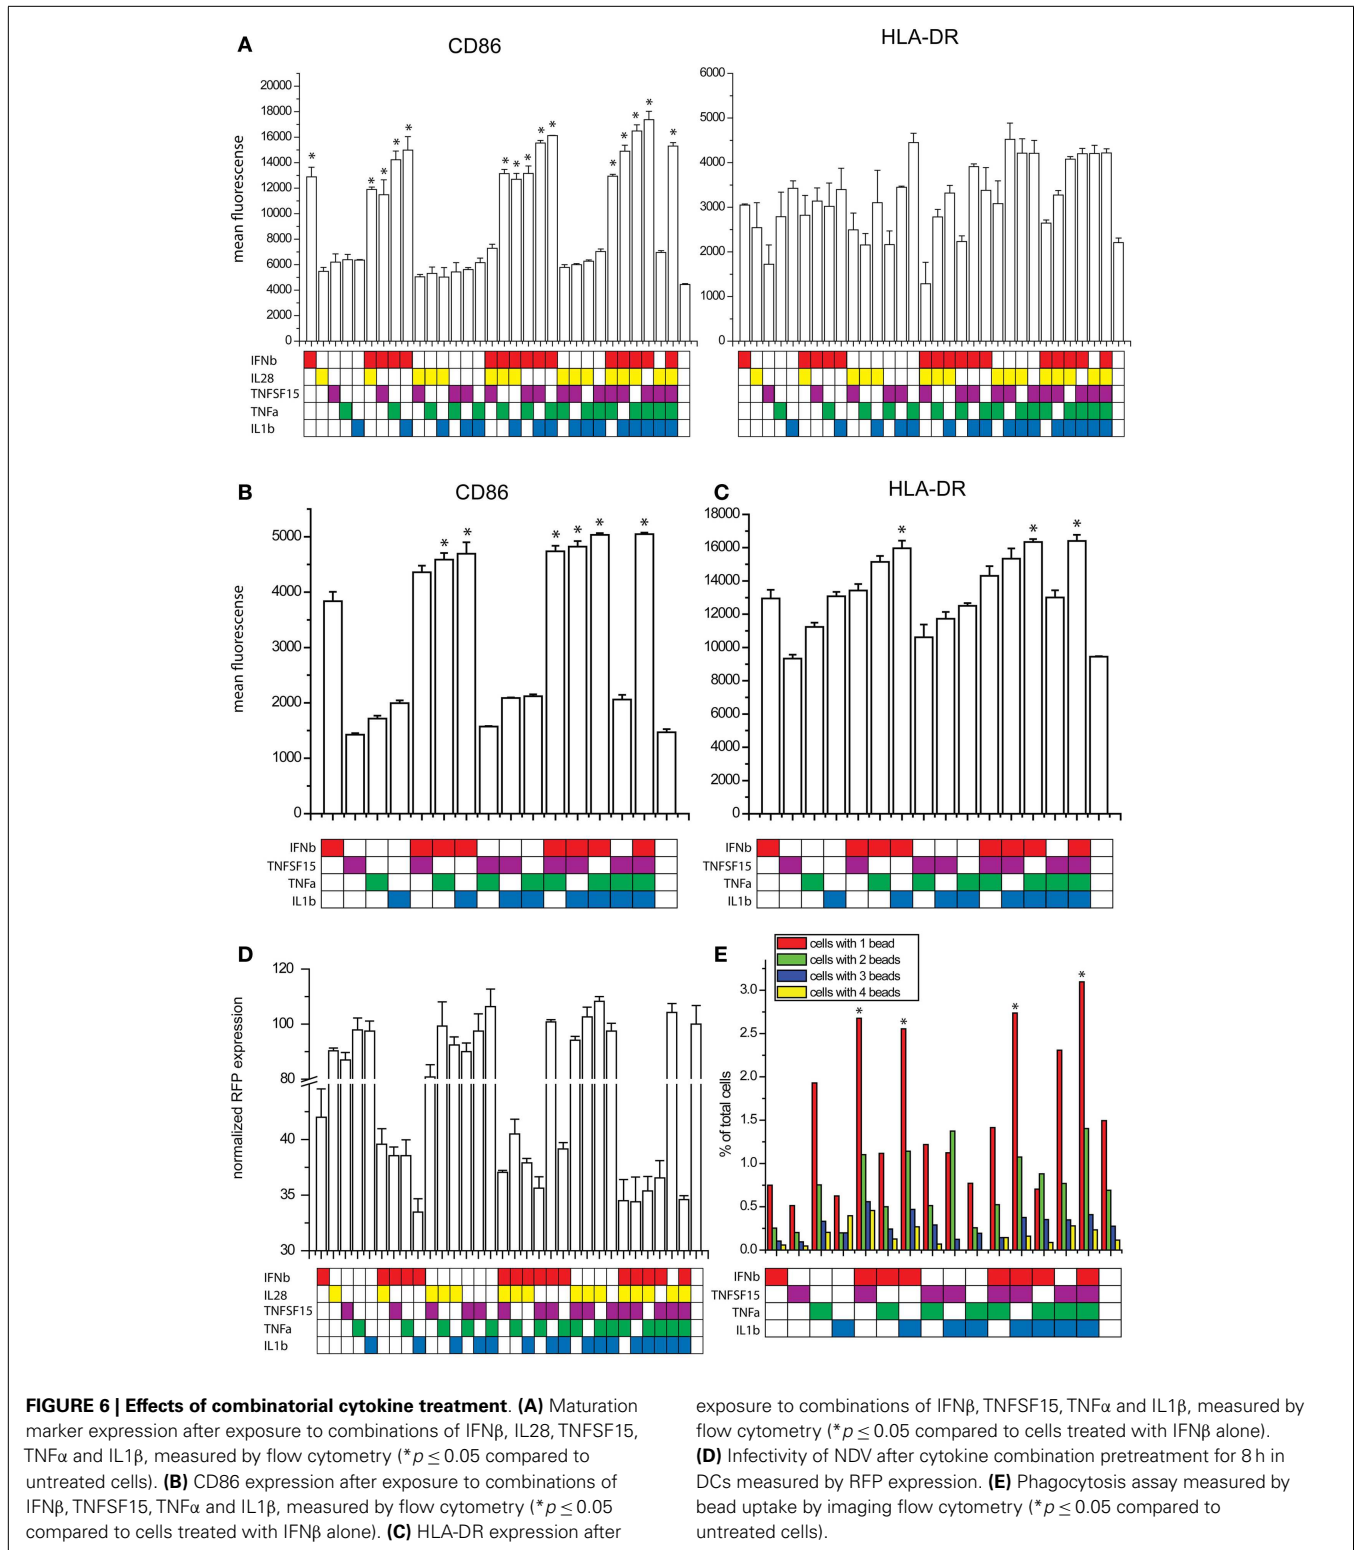 A
CD86
HLA-DR
mean fluorescense
20000
18000
16000
14000
12000
10000
8000
6000
4000
2000
0
* * * * * * * * * * * * * * * *
6000
5000
4000
3000
2000
1000
0
IFNb
IL28
TNFSF15
TNFa
IL1b
B
CD86
mean fluorescense
5000
4000
3000
2000
1000
0
* * * * * *
IFNb
TNFSF15
TNFa
IL1b
C
HLA-DR
18000
16000
14000
12000
10000
8000
6000
4000
2000
0
* * *
IFNb
TNFSF15
TNFa
IL1b
D
normalized RFP expression
120
100
80
40
35
30
IFNb
IL28
TNFSF15
TNFa
IL1b
E
cells with 1 bead
cells with 2 beads
cells with 3 beads
cells with 4 beads
% of total cells
3.0
2.5
2.0
1.5
1.0
0.5
0.0
* * * *
IFNb
TNFSF15
TNFa
IL1b
FIGURE 6 | Effects of combinatorial cytokine treatment. (A) Maturation
marker expression after exposure to combinations of IFNβ, IL28, TNFSF15,
TNFα and IL1β, measured by flow cytometry (*p ≤ 0.05 compared to
untreated cells). (B) CD86 expression after exposure to combinations of
IFNβ, TNFSF15, TNFα and IL1β, measured by flow cytometry (*p ≤ 0.05
compared to cells treated with IFNβ alone). (C) HLA-DR expression after
exposure to combinations of IFNβ, TNFSF15, TNFα and IL1β, measured by
flow cytometry (*p ≤ 0.05 compared to cells treated with IFNβ alone).
(D) Infectivity of NDV after cytokine combination pretreatment for 8 h in
DCs measured by RFP expression. (E) Phagocytosis assay measured by
bead uptake by imaging flow cytometry (*p ≤ 0.05 compared to
untreated cells).